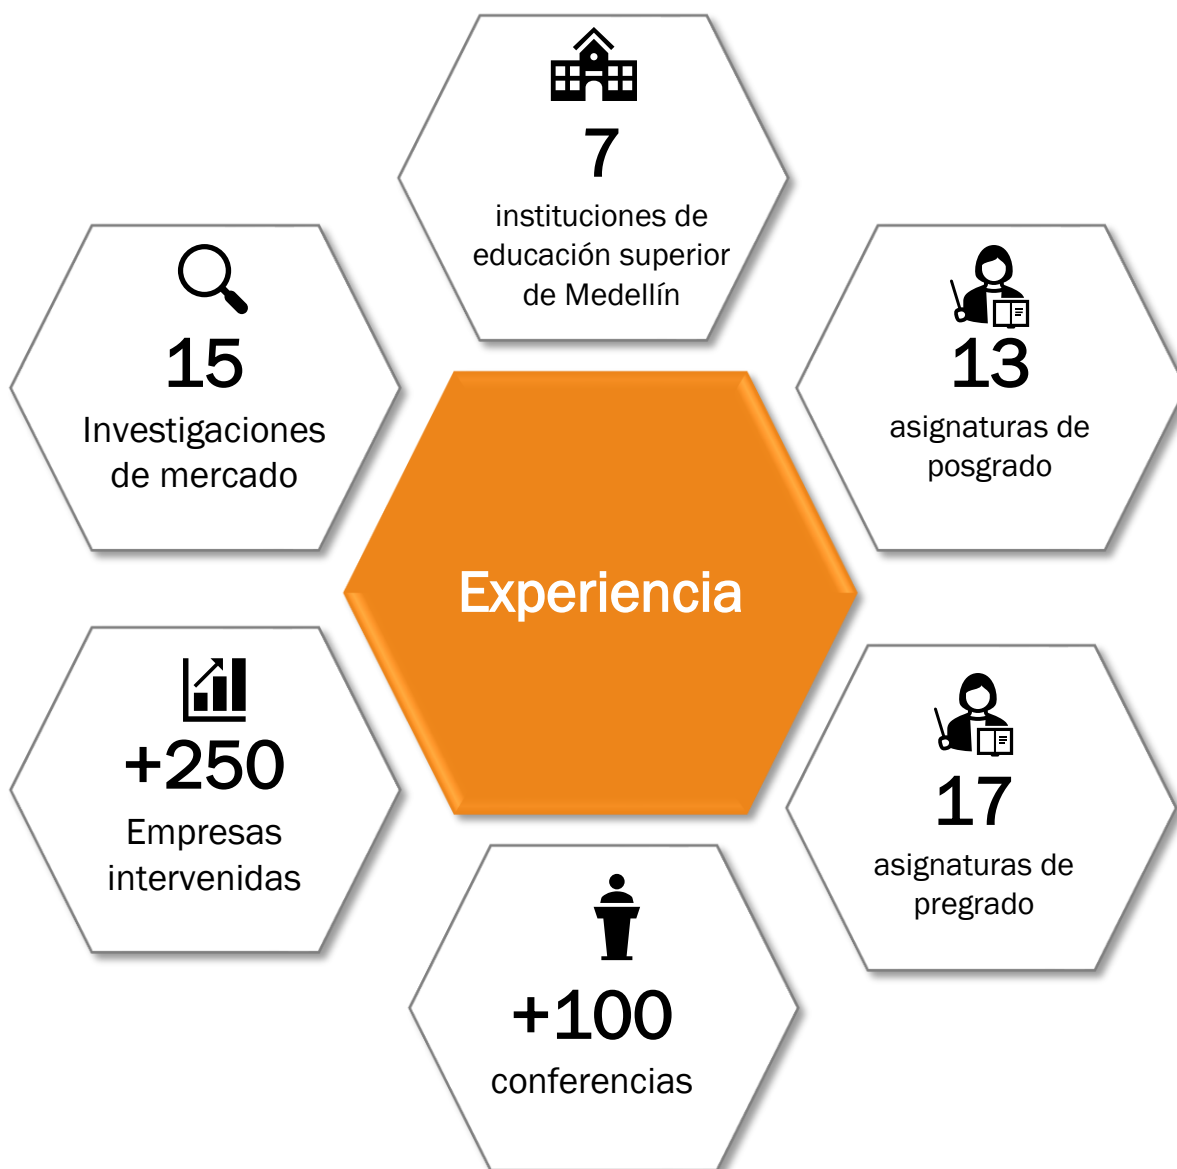 7
instituciones de
educación superior
de Medellín
15
Investigaciones
de mercado
13
asignaturas de
posgrado
Experiencia
+250
Empresas
intervenidas
17
asignaturas de
pregrado
+100
conferencias